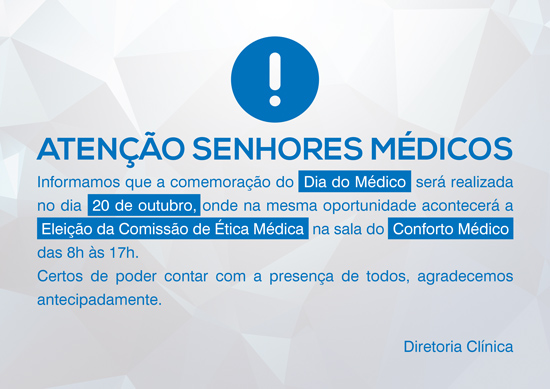 !
ATENÇÃO SENHORES MÉDICOS
Informamos que a comemoração do Dia do Médico será realizada
no dia 20 de outubro, onde na mesma oportunidade acontecerá a
Eleição da Comissão de Ética Médica na sala do Conforto Médico
das 8h às 17h.
Certos de poder contar com a presença de todos, agradecemos
antecipadamente.
Diretoria Clínica